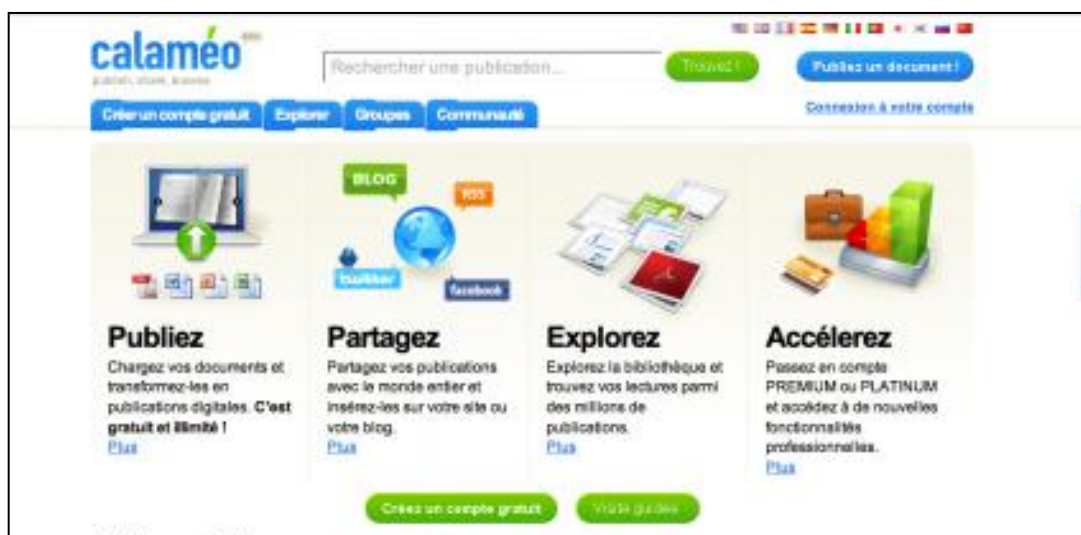 calaméo
publish, share, browse
Rechercher une publication...
Trouvez !
Publiez un document !
Connexion à votre compte
Créer un compte gratuit
Explorer
Groupes
Communauté
BLOG
RSS
twitter
facebook
Publiez
Chargez vos documents et
transformez-les en
publications digitales. C'est
gratuit et illimité !
Plus
Partagez
Partagez vos publications
avec le monde entier et
insérez-les sur votre site ou
votre blog.
Plus
Explorez
Explorez la bibliothèque et
trouvez vos lectures parmi
des millions de
publications.
Plus
Accélerez
Passez en compte
PREMIUM ou PLATINUM
et accédez à de nouvelles
fonctionnalités
professionnelles.
Plus
Créez un compte gratuit
Visite guidée